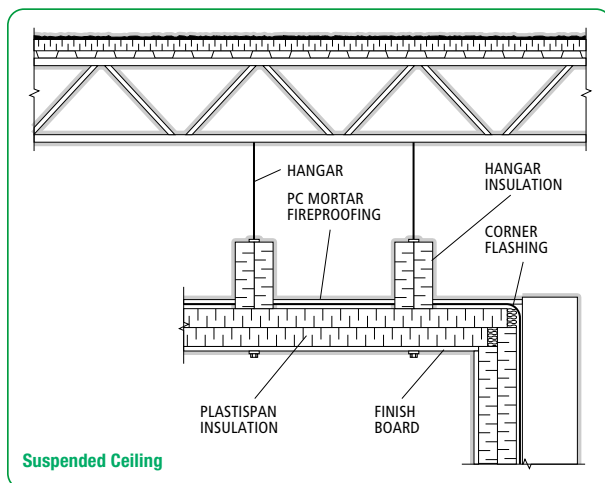 HANGAR
PC MORTAR
FIREPROOFING
HANGAR
INSULATION
CORNER
FLASHING
PLASTISPAN
INSULATION
FINISH
BOARD
Suspended Ceiling